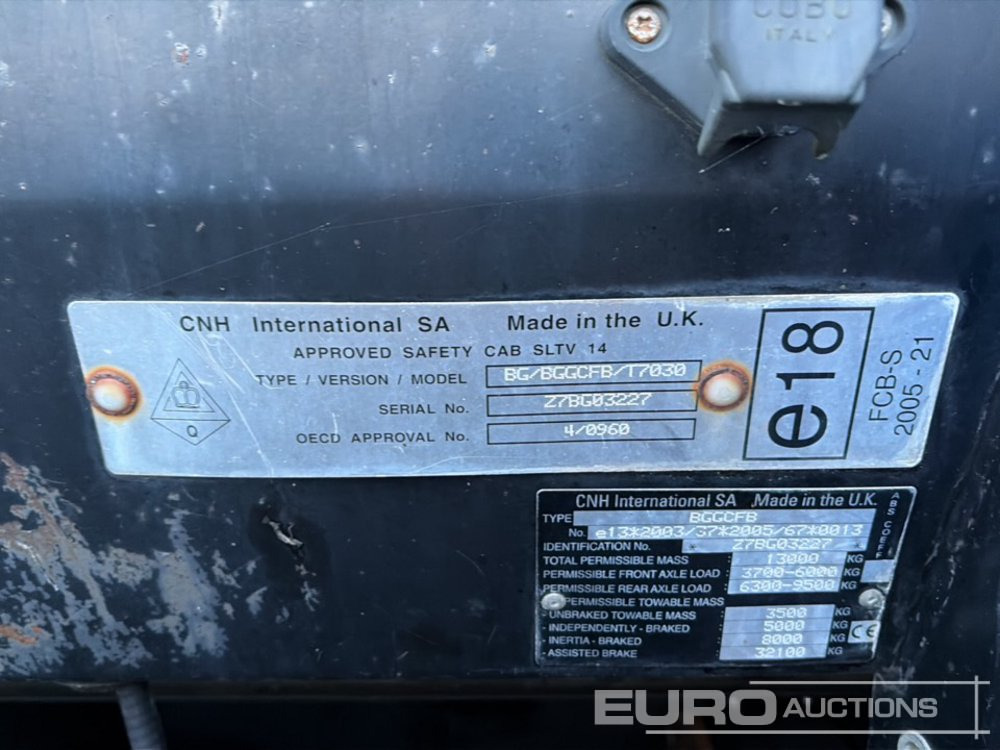 COBO
ITALY
CNH International SA Made in the U.K.
APPROVED SAFETY CAB SLTV 14
TYPE / VERSION / MODEL BG/BGGCFB/T7030
SERIAL No. Z7BG03227
OECD APPROVAL No. 4/0960
Q
e18
FCB-S
2005 - 21
CNH International SA Made in the U.K.
TYPE BGGCFB
No. e13*2003/37*2005/67*0013
IDENTIFICATION No. * Z7BG03227 *
TOTAL PERMISSIBLE MASS : 13000 KG
PERMISSIBLE FRONT AXLE LOAD : 3700-6000 KG
PERMISSIBLE REAR AXLE LOAD : 6300-9500 KG
PERMISSIBLE TOWABLE MASS
- UNBRAKED TOWABLE MASS : 3500 KG
- INDEPENDENTLY - BRAKED : 5000 KG
- INERTIA - BRAKED : 8000 KG
- ASSISTED BRAKE : 32100 KG
CE
ABS COEFF
EURO AUCTIONS